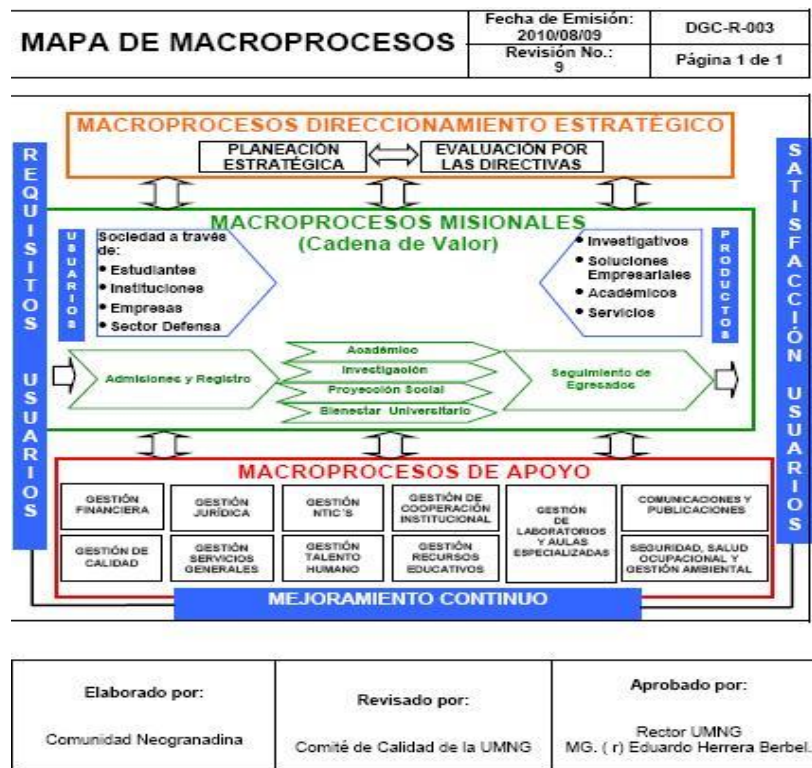 MAPA DE MACROPROCESOS
Fecha de Emisión:
2010/08/09
DGC-R-003
Revisión No.:
9
Página 1 de 1
MACROPROCESOS DIRECCIONAMIENTO ESTRATÉGICO
PLANEACIÓN
ESTRATÉGICA
EVALUACIÓN POR
LAS DIRECTIVAS
REQUISITOS USUARIOS
MACROPROCESOS MISIONALES
(Cadena de Valor)
USUARIOS
Sociedad a través
de:
• Estudiantes
• Instituciones
• Empresas
• Sector Defensa
• Investigativos
• Soluciones
Empresariales
• Académicos
• Servicios
PRODUCTOS
SATISFACCIÓN USUARIOS
Admisiones y Registro
Académico
Investigación
Proyección Social
Bienestar Universitario
Seguimiento de
Egresados
MACROPROCESOS DE APOYO
GESTIÓN
FINANCIERA
GESTIÓN
JURÍDICA
GESTIÓN
NTIC´S
GESTIÓN DE
COOPERACIÓN
INSTITUCIONAL
GESTIÓN
DE
LABORATORIOS
Y AULAS
ESPECIALIZADAS
COMUNICACIONES Y
PUBLICACIONES
GESTIÓN DE
CALIDAD
GESTIÓN
SERVICIOS
GENERALES
GESTIÓN
TALENTO
HUMANO
GESTIÓN
RECURSOS
EDUCATIVOS
SEGURIDAD, SALUD
OCUPACIONAL Y
GESTIÓN AMBIENTAL
MEJORAMIENTO CONTINUO
Elaborado por:
Comunidad Neogranadina
Revisado por:
Comité de Calidad de la UMNG
Aprobado por:
Rector UMNG
MG. ( r) Eduardo Herrera Berbel.